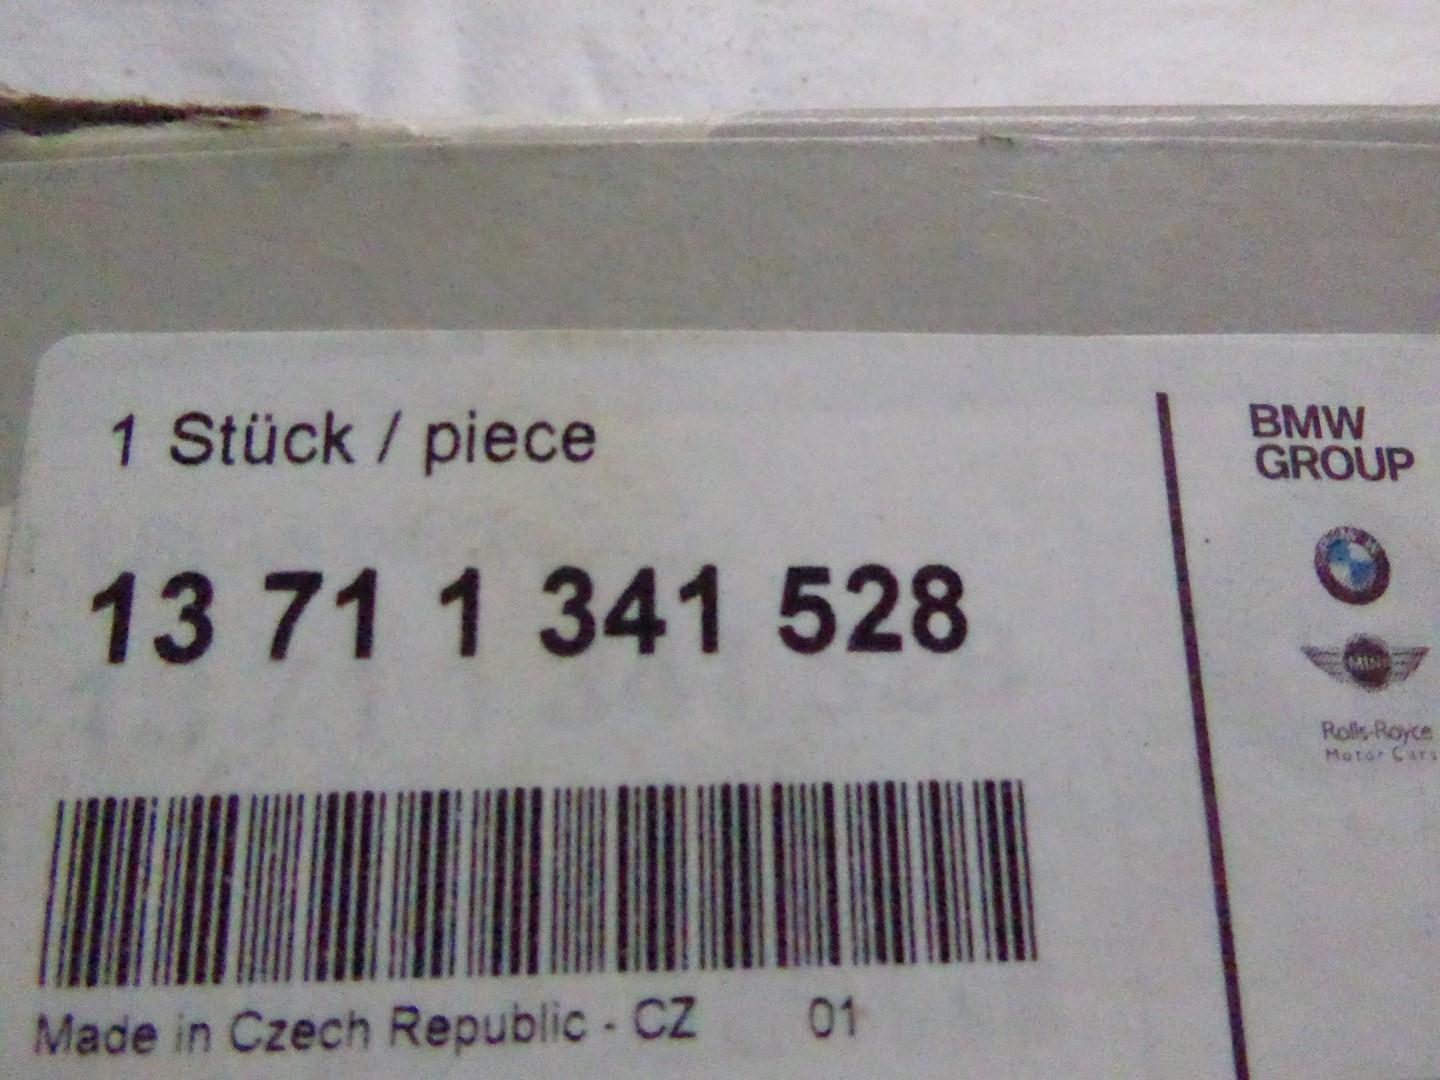 1 Stück / piece
BMW
GROUP
13 71 1 341 528
MINI
Rolls-Royce
Motor Cars
Made in Czech Republic - CZ 01